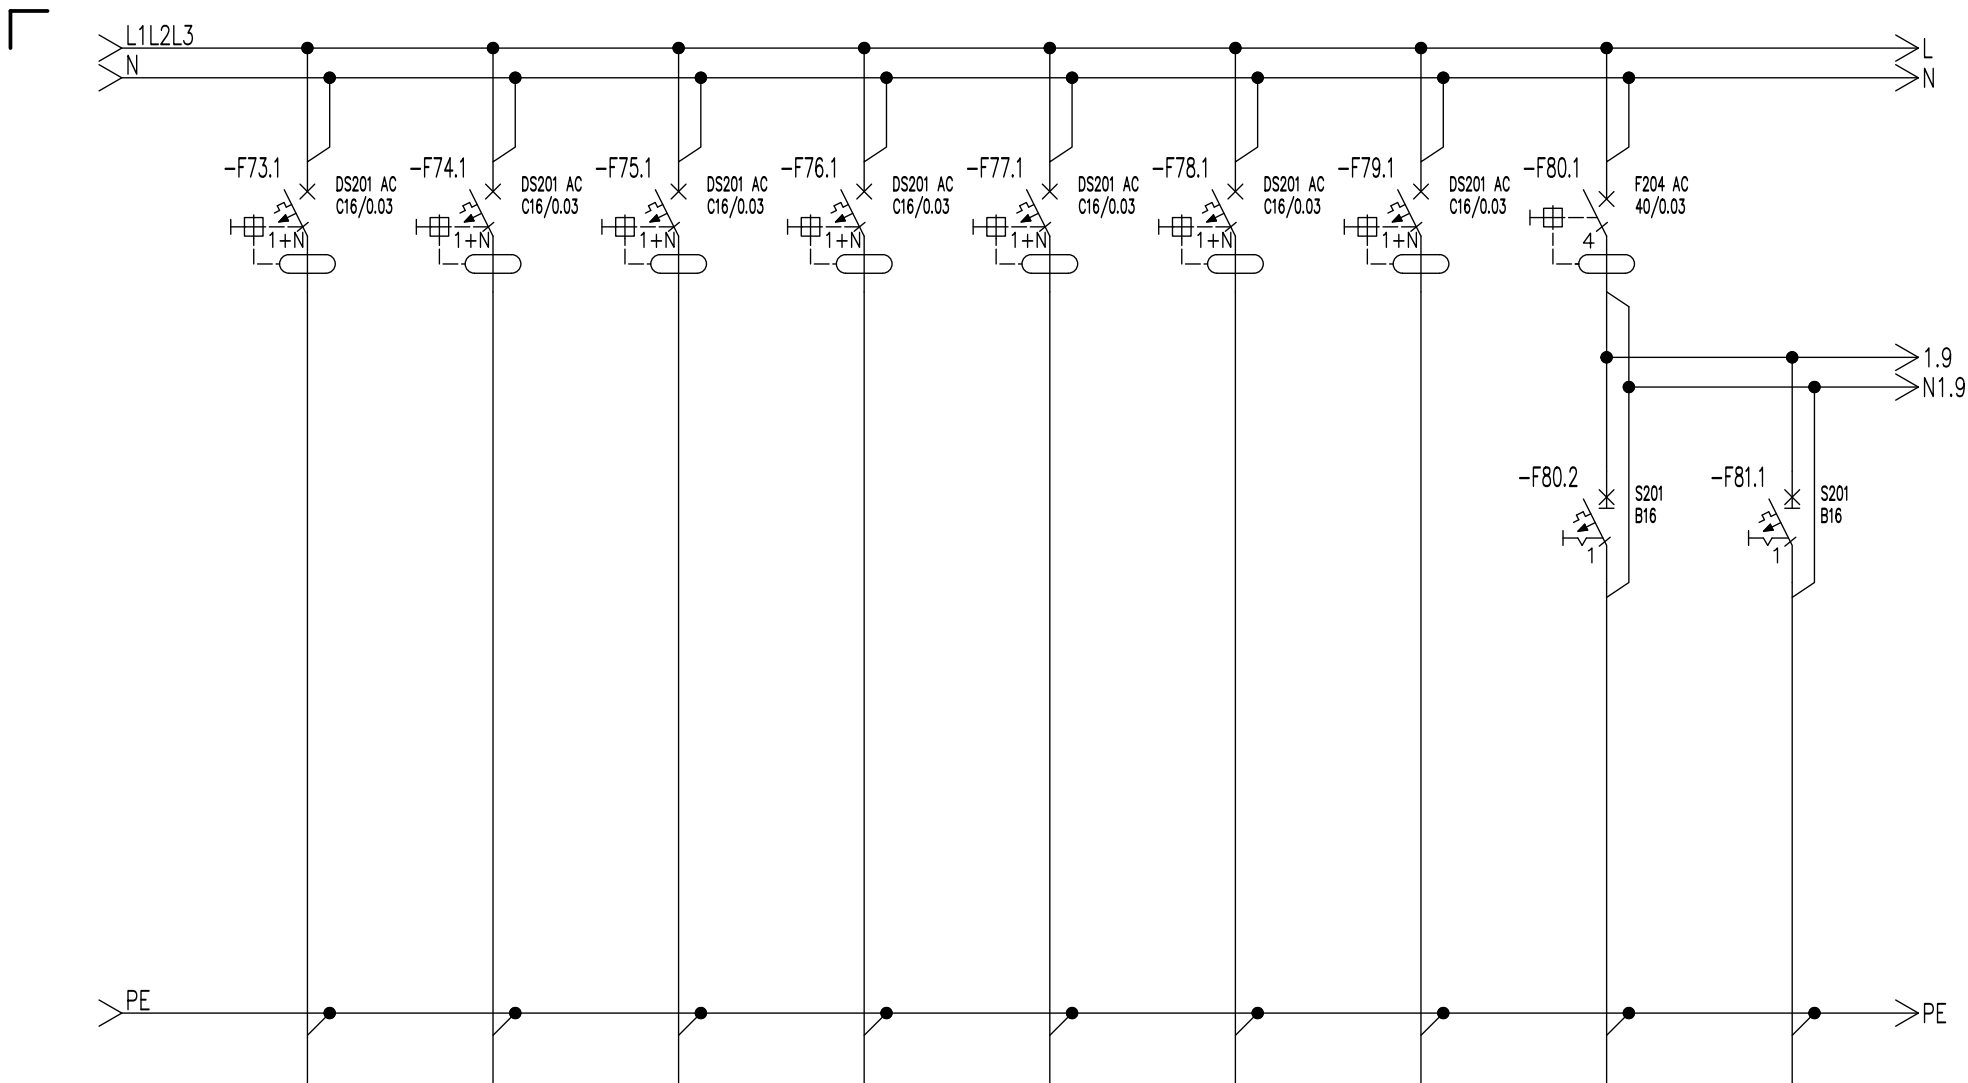 L1L2L3
L
N
N
-F73.1
DS201 AC
C16/0.03
1+N
-F74.1
DS201 AC
C16/0.03
1+N
-F75.1
DS201 AC
C16/0.03
1+N
-F76.1
DS201 AC
C16/0.03
1+N
-F77.1
DS201 AC
C16/0.03
1+N
-F78.1
DS201 AC
C16/0.03
1+N
-F79.1
DS201 AC
C16/0.03
1+N
-F80.1
F204 AC
40/0.03
4
1.9
N1.9
-F80.2
S201
B16
1
-F81.1
S201
B16
1
PE
PE